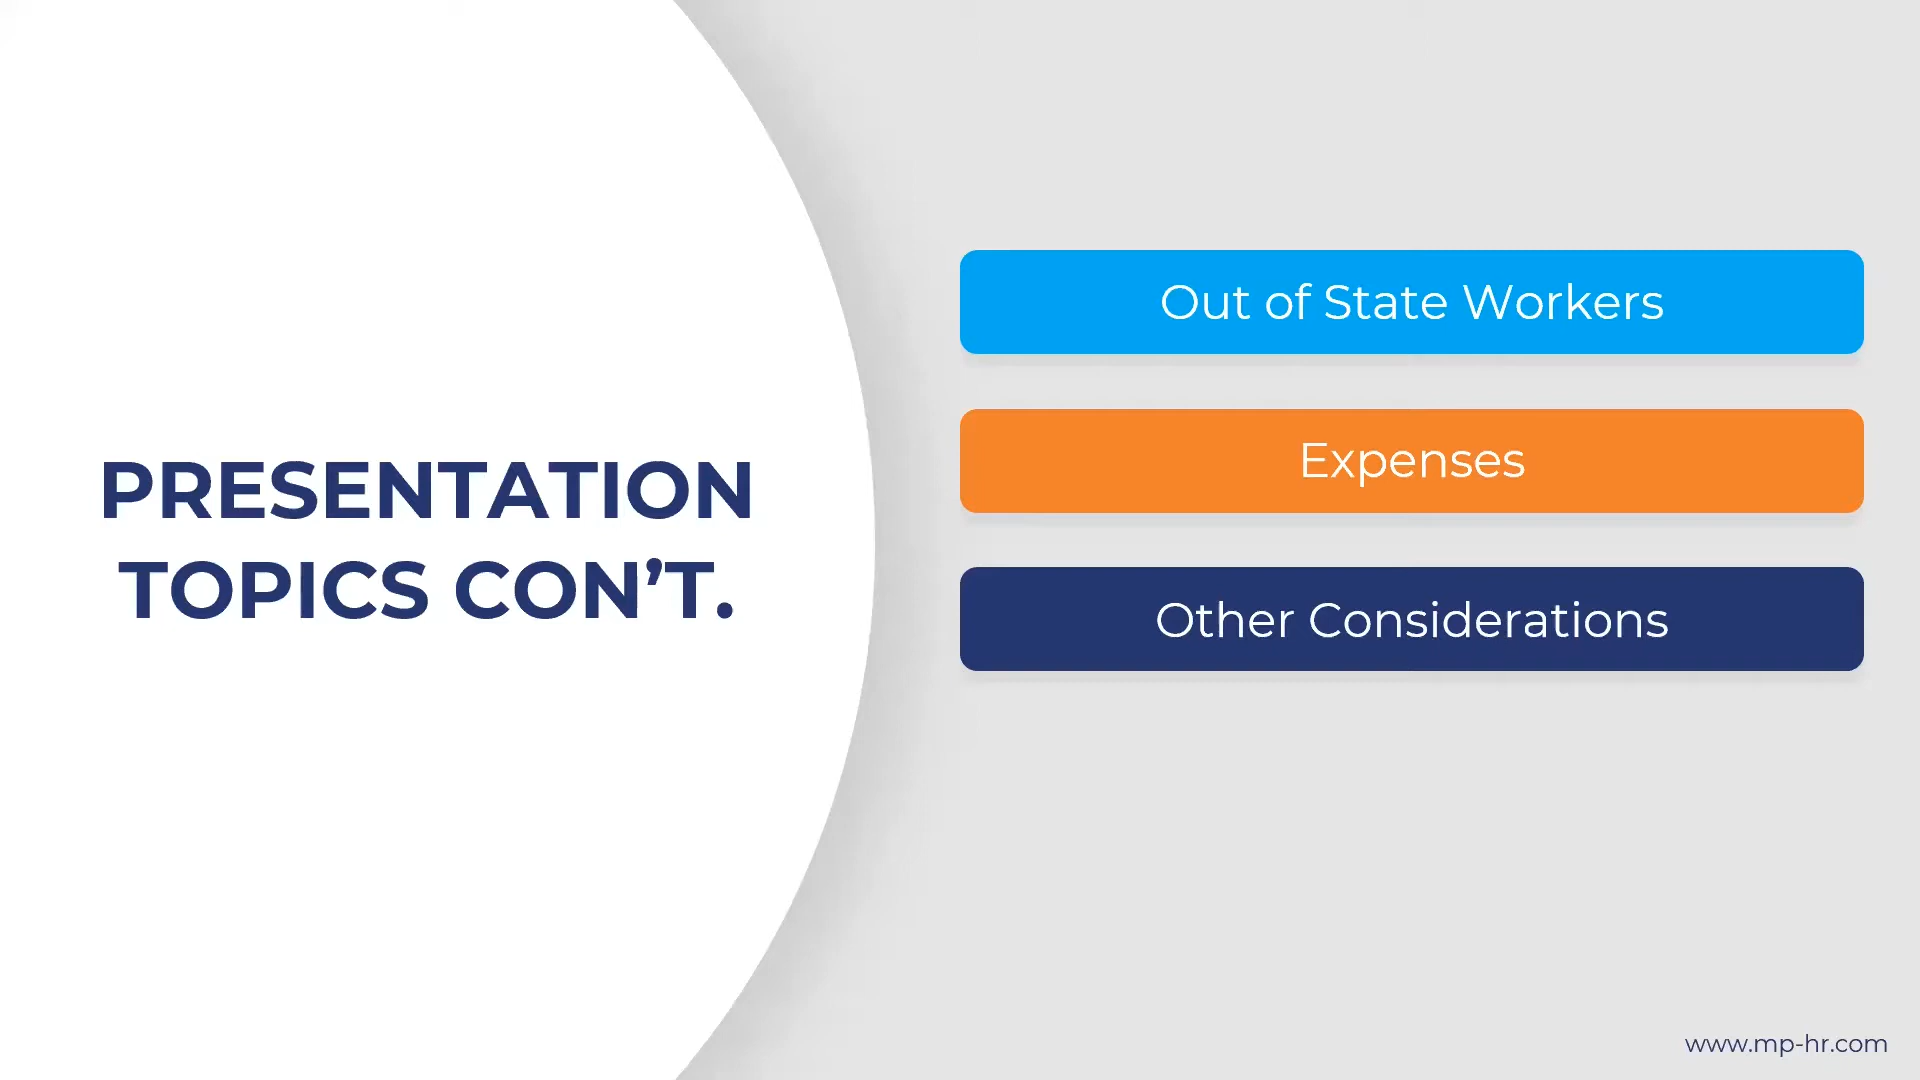 PRESENTATION
TOPICS CON’T.
Out of State Workers
Expenses
Other Considerations
www.mp-hr.com